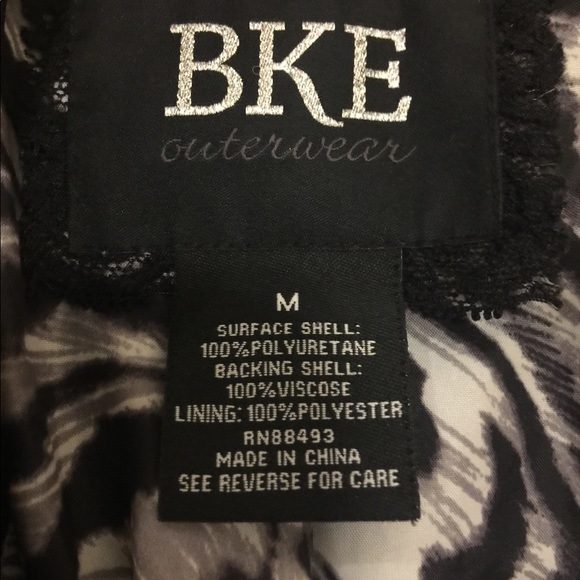 BKE
outerwear
M
SURFACE SHELL:
100%POLYURETANE
BACKING SHELL:
100%VISCOSE
LINING: 100%POLYESTER
RN88493
MADE IN CHINA
SEE REVERSE FOR CARE